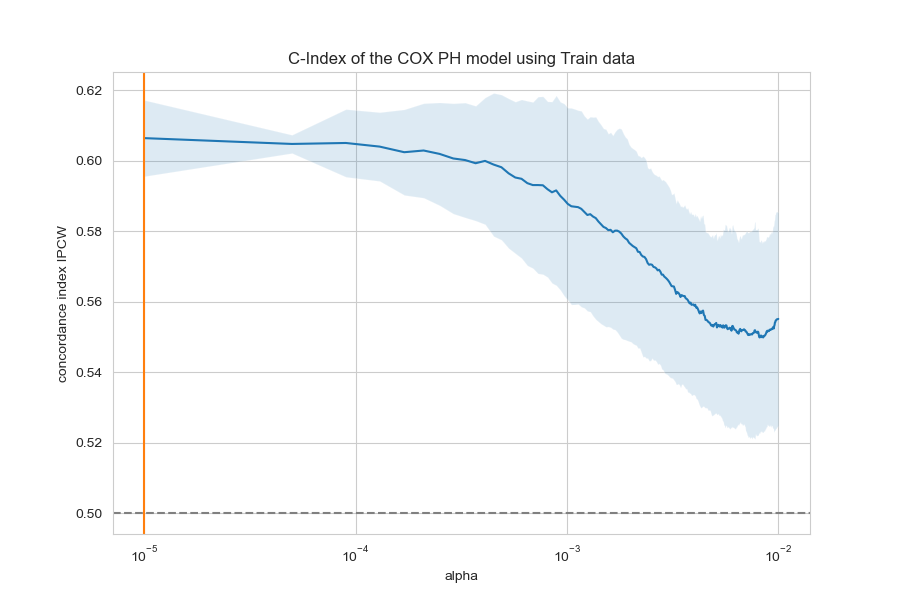 C-Index of the COX PH model using Train data
concordance index IPCW
0.62
0.60
0.58
0.56
0.54
0.52
0.50
10⁻⁵ 10⁻⁴ 10⁻³ 10⁻²
alpha